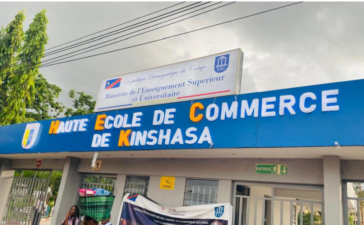 République Démocratique du Congo
Ministère de l'Enseignement Supérieur
et Universitaire
HAUTE ECOLE DE COMMERCE
DE KINSHASA